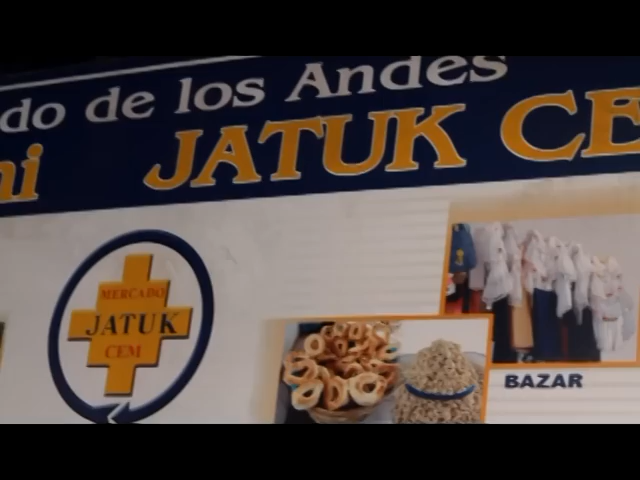 do de los Andes
ni JATUK CE
MERCADO
JATUK
CEM
BAZAR